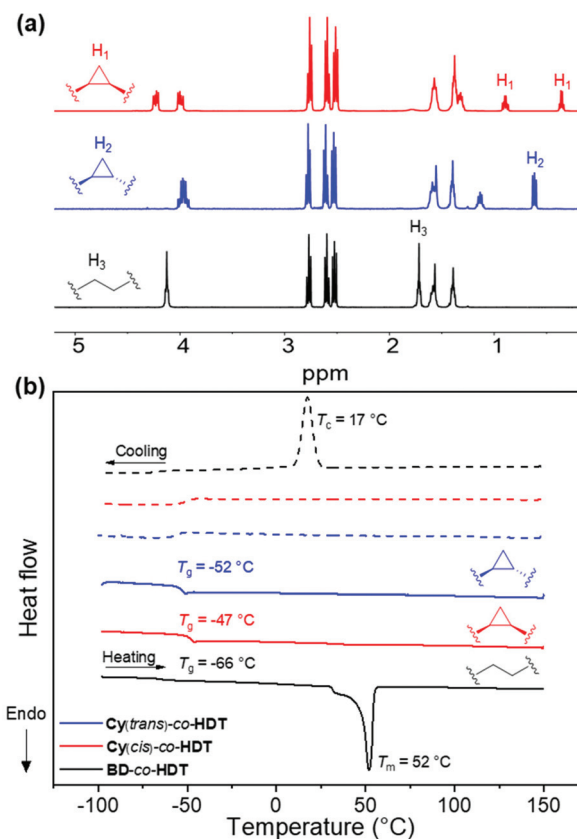 (a)
H₁
H₁
H₁
H₂
H₂
H₃
H₃
5 4 3 2 1
ppm
(b)
Cooling
Tc = 17 °C
Tg = -52 °C
Tg = -47 °C
Heating
Tg = -66 °C
Tm = 52 °C
Heat flow
Endo
Cy(trans)-co-HDT
Cy(cis)-co-HDT
BD-co-HDT
-100 -50 0 50 100 150
Temperature (°C)